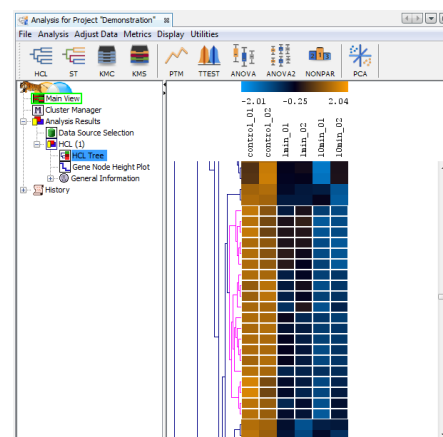 Analysis for Project "Demonstration"
File Analysis Adjust Data Metrics Display Utilities
HCL ST KMC KMS PTM TTEST ANOVA ANOVA2 NONPAR PCA
Main View
Cluster Manager
Analysis Results
Data Source Selection
HCL (1)
HCL Tree
Gene Node Height Plot
General Information
History
-2.01 -0.25 2.04
control_01
control_02
1min_01
1min_02
10min_01
10min_02